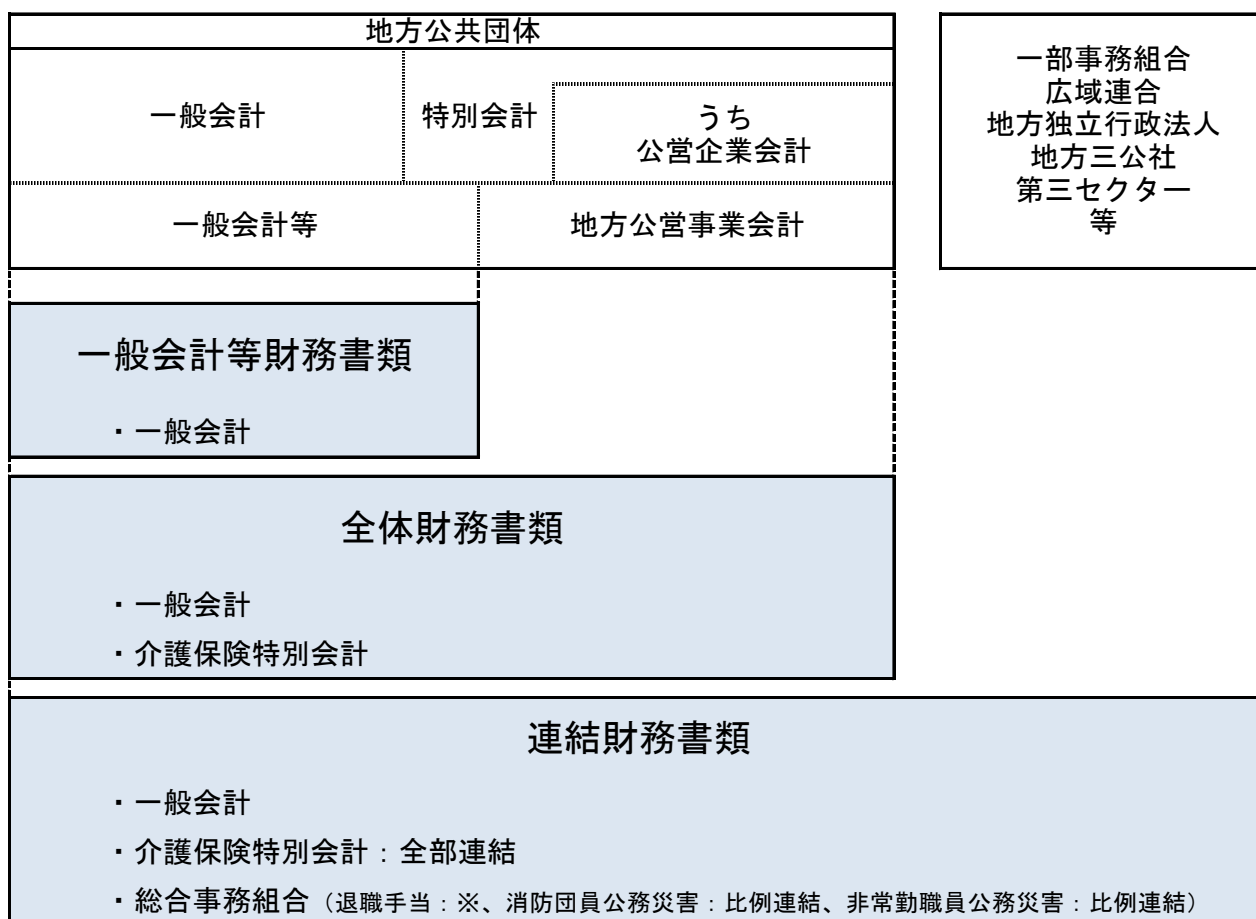 地方公共団体
一般会計
特別会計
うち
公営企業会計
一般会計等
地方公営事業会計
一部事務組合
広域連合
地方独立行政法人
地方三公社
第三セクター
等
一般会計等財務書類
・一般会計
全体財務書類
・一般会計
・介護保険特別会計
連結財務書類
・一般会計
・介護保険特別会計：全部連結
・総合事務組合（退職手当：※、消防団員公務災害：比例連結、非常勤職員公務災害：比例連結）